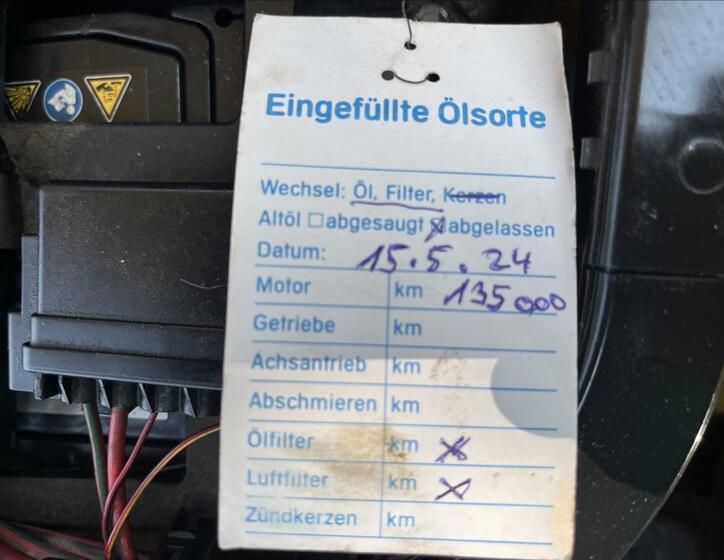 Eingefüllte Ölsorte
Wechsel: Öl, Filter, Kerzen
Altöl ☐ abgesaugt ☒ abgelassen
Datum: 15.5.24
Motor km 135000
Getriebe km
Achsantrieb km
Abschmieren km
Ölfilter km X
Luftfilter km X
Zündkerzen km